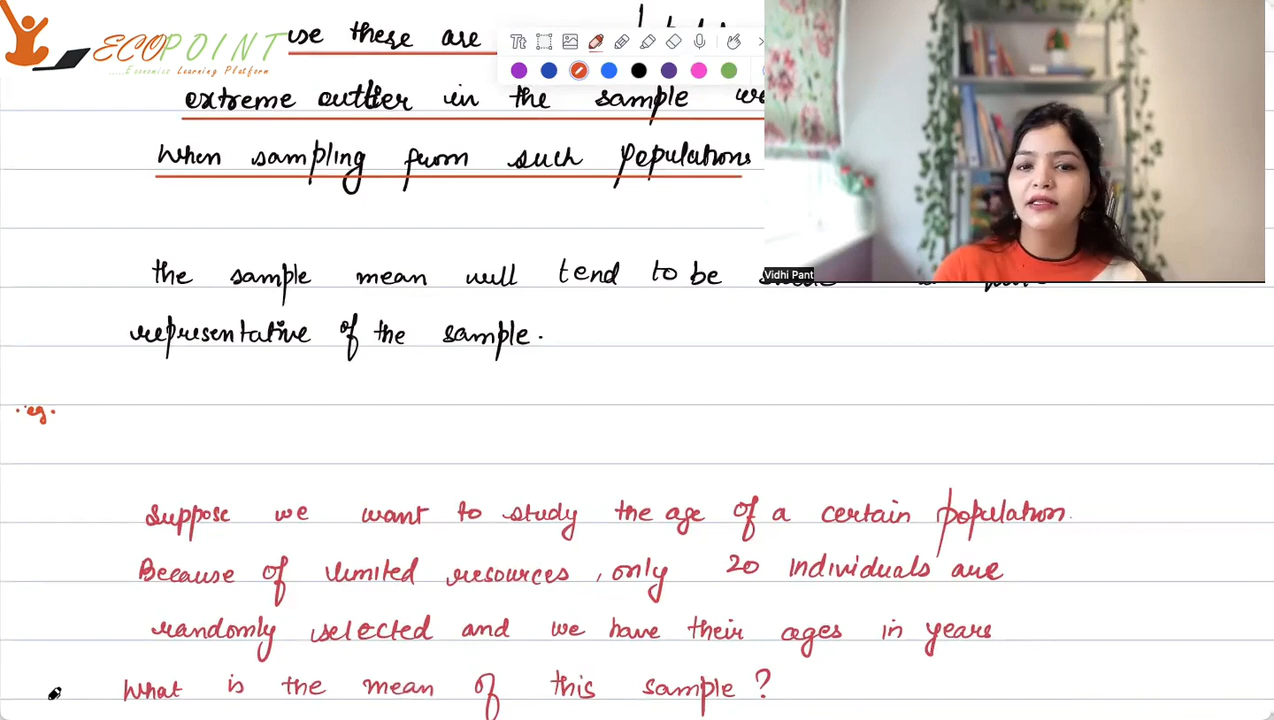 ECOPOINT
.....Economics Learning Platform
use these are
Tt
extreme outlier in the sample
When sampling from such populations
Vidhi Pant
the sample mean will tend to be
representative of the sample.
eg.
Suppose we want to study the age of a certain population.
Because of limited resources, only 20 individuals are
randomly selected and we have their ages in years
What is the mean of this sample?